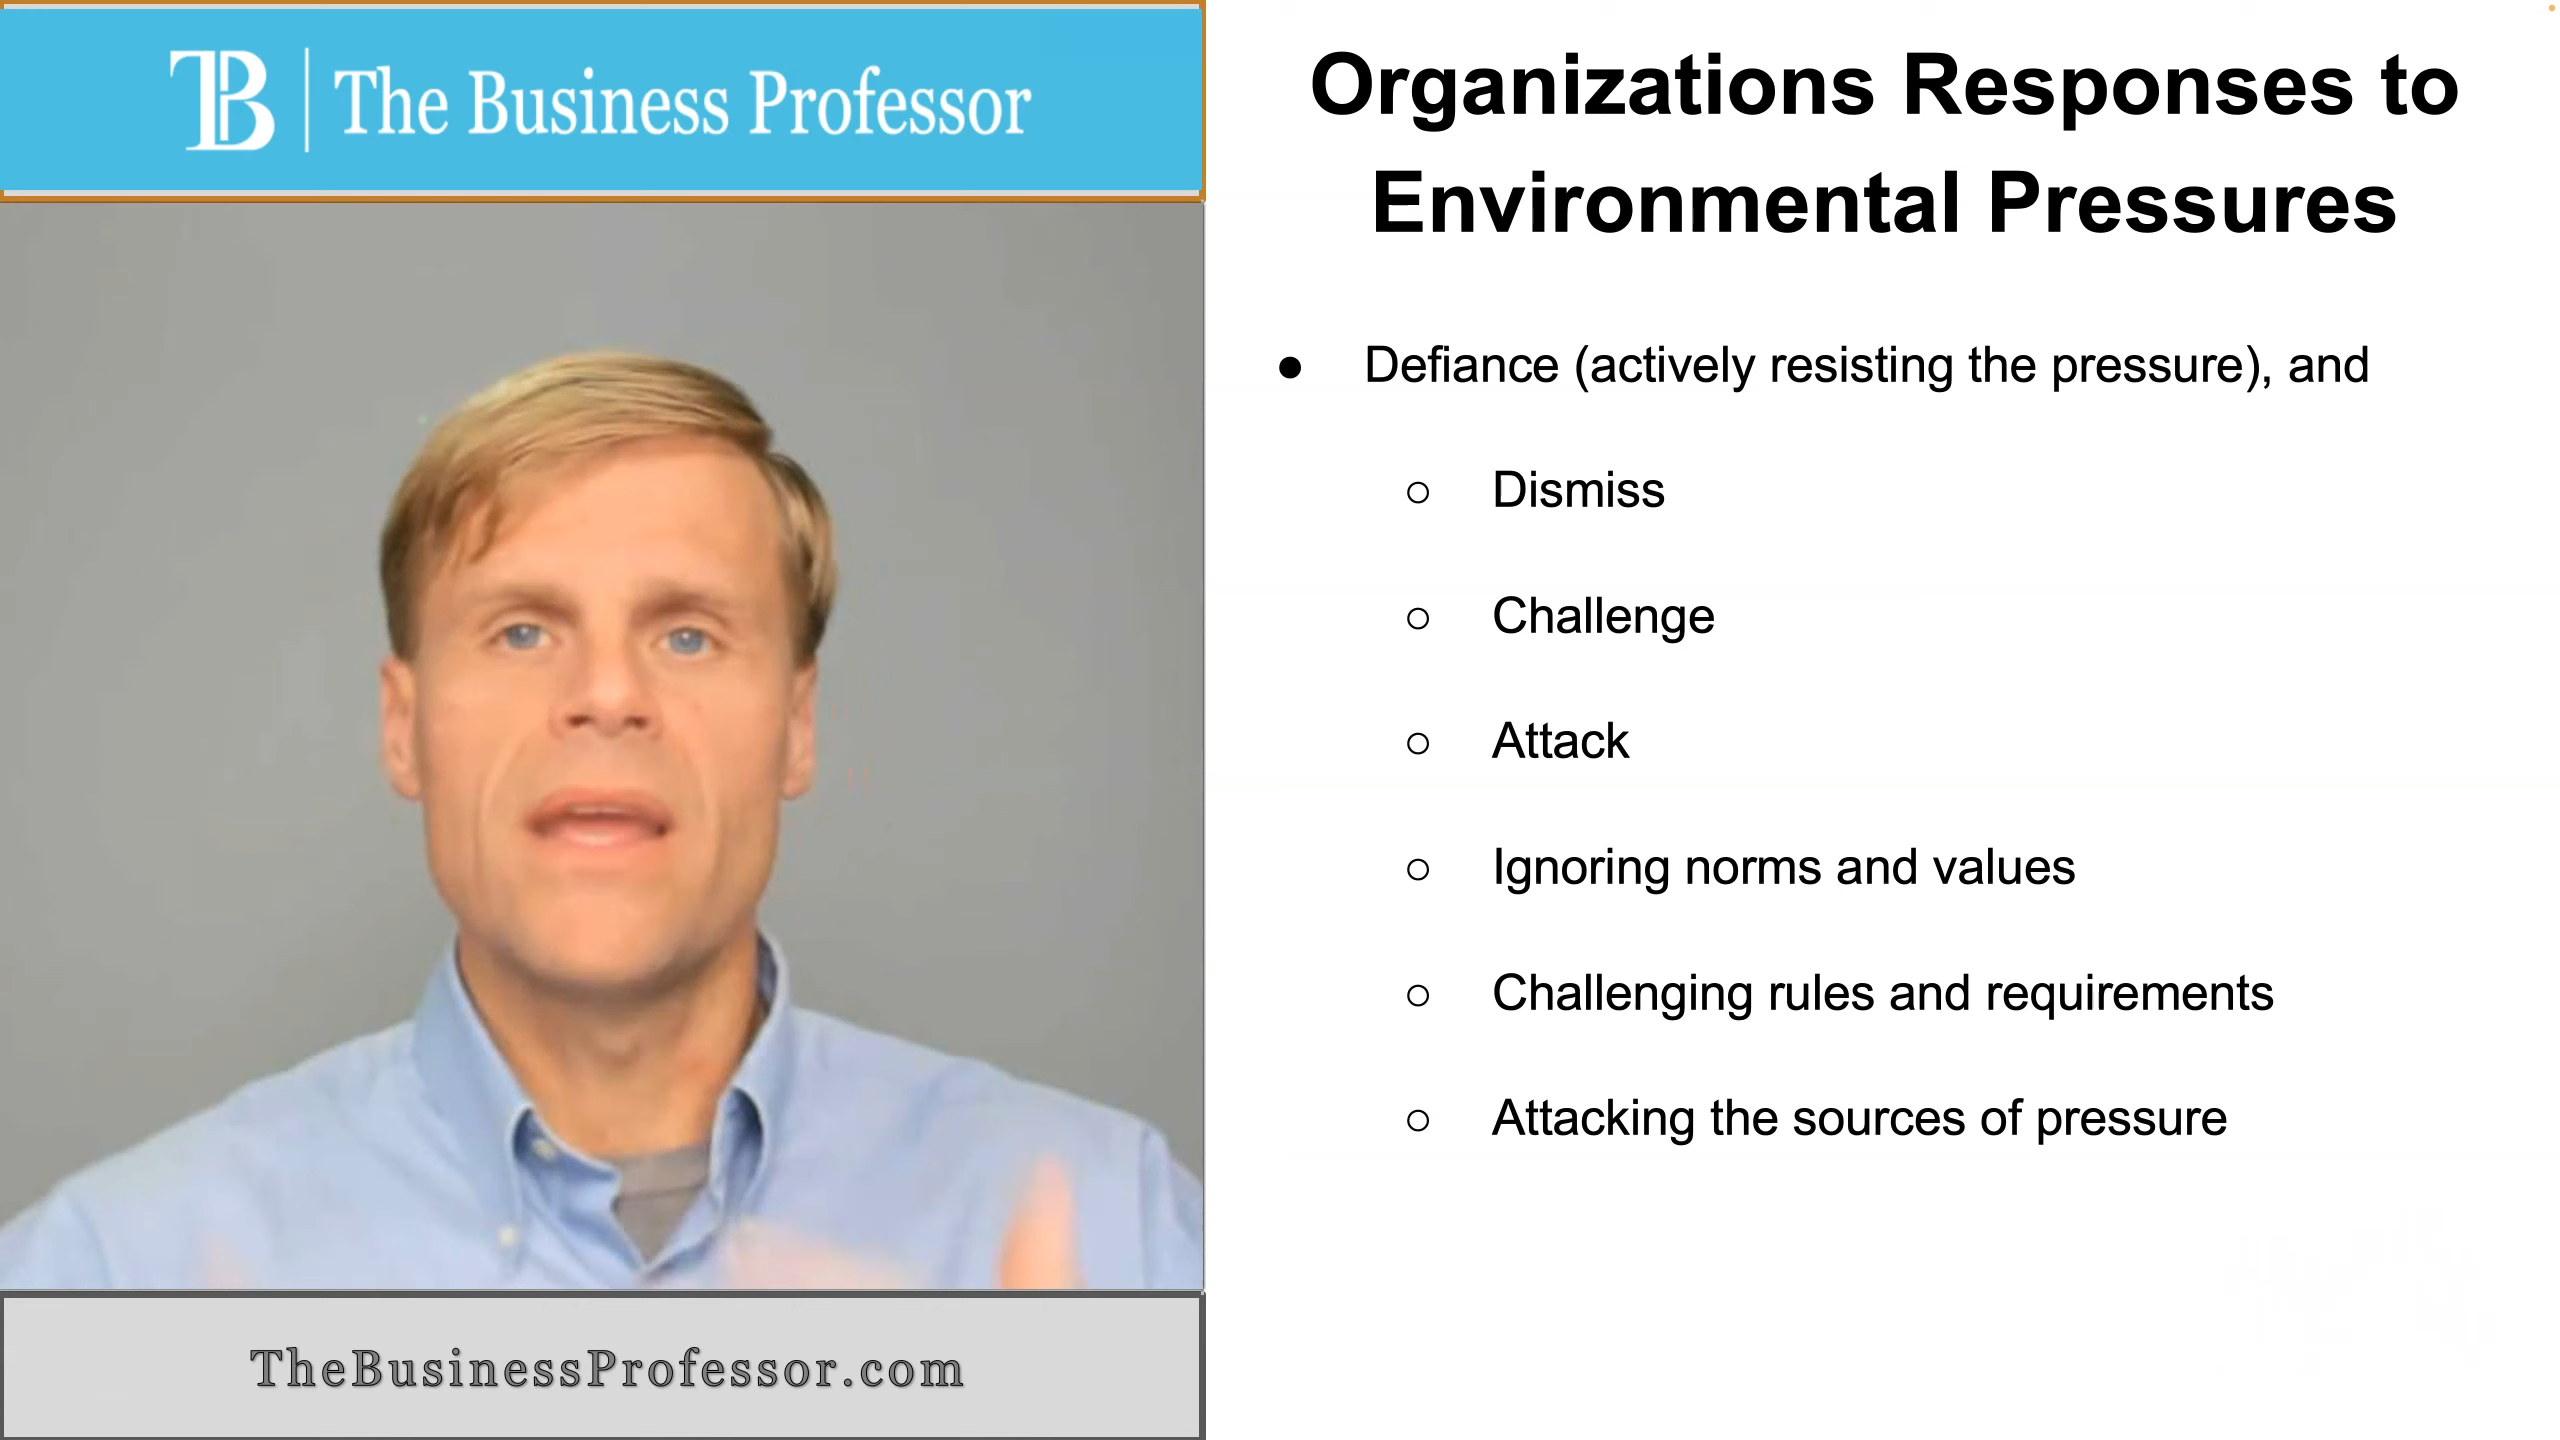 TB
The Business Professor
Organizations Responses to
Environmental Pressures
● Defiance (actively resisting the pressure), and
○ Dismiss
○ Challenge
○ Attack
○ Ignoring norms and values
○ Challenging rules and requirements
○ Attacking the sources of pressure
TheBusinessProfessor.com